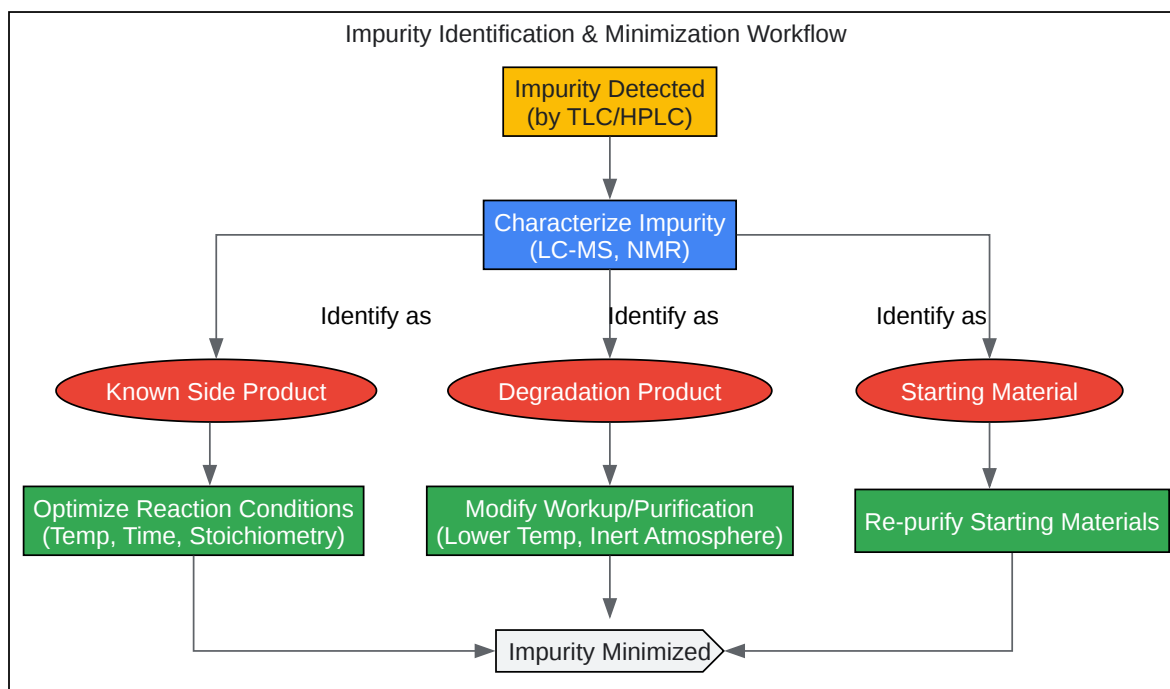 Impurity Identification & Minimization Workflow
Impurity Detected
(by TLC/HPLC)
Characterize Impurity
(LC-MS, NMR)
Identify as
Identify as
Identify as
Known Side Product
Degradation Product
Starting Material
Optimize Reaction Conditions
(Temp, Time, Stoichiometry)
Modify Workup/Purification
(Lower Temp, Inert Atmosphere)
Re-purify Starting Materials
Impurity Minimized